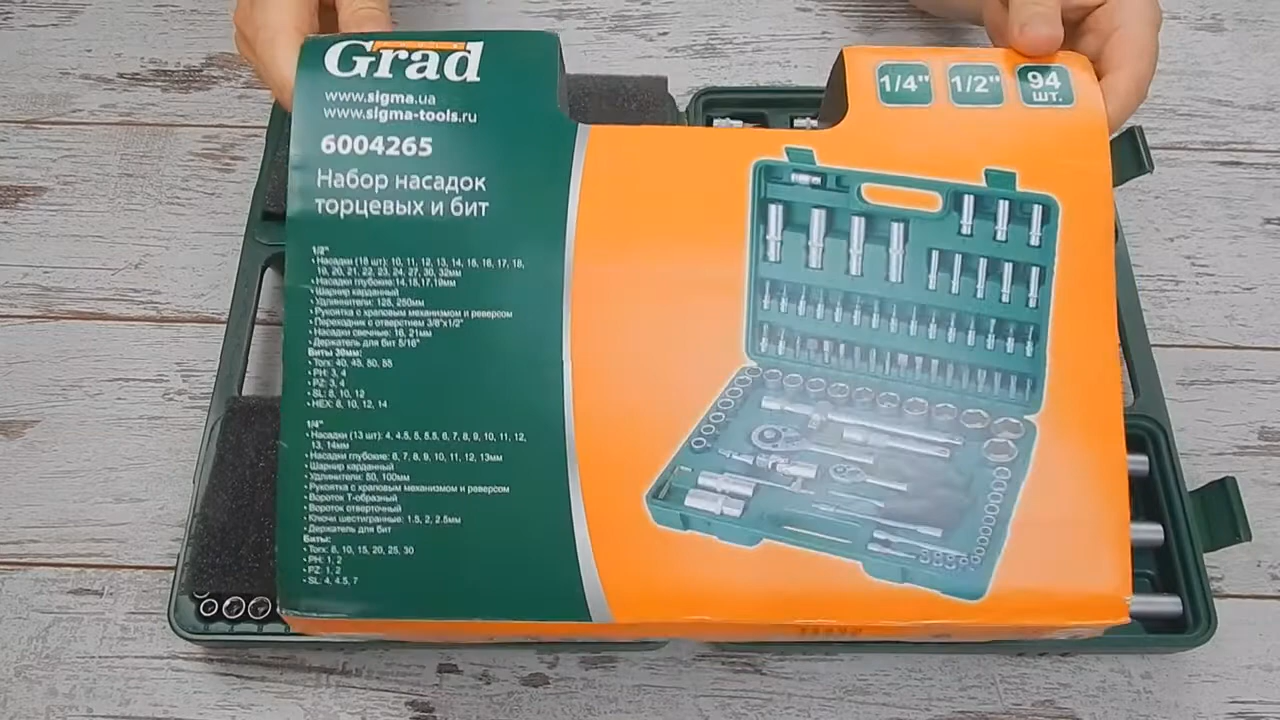 Grad
www.sigma.ua
www.sigma-tools.ru
6004265
Набор насадок
торцевых и бит
1/4"
1/2"
94
шт.
1/2"
• Насадки (18 шт): 10, 11, 12, 13, 14, 15, 16, 17, 18,
19, 20, 21, 22, 23, 24, 27, 30, 32мм
• Насадки глубокие:14,15,17,19мм
• Шарнир карданный
• Удлиннители: 125, 250мм
• Рукоятка с храповым механизмом и реверсом
• Переходник с отверстием 3/8"х1/2"
• Насадки свечные: 16, 21мм
• Держатель для бит 5/16"
Биты 30мм:
• Torx: 40, 45, 50, 55
• PH: 3, 4
• PZ: 3, 4
• SL: 8, 10, 12
• HEX: 8, 10, 12, 14
1/4"
• Насадки (13 шт): 4, 4.5, 5, 5.5, 6, 7, 8, 9, 10, 11, 12,
13, 14мм
• Насадки глубокие: 6, 7, 8, 9, 10, 11, 12, 13мм
• Шарнир карданный
• Удлинители: 50, 100мм
• Рукоятка с храповым механизмом и реверсом
• Вороток Т-образный
• Вороток отверточный
• Ключи шестигранные: 1.5, 2, 2.5мм
• Держатель для бит
Биты:
• Torx: 8, 10, 15, 20, 25, 30
• PH: 1, 2
• PZ: 1, 2
• SL: 4, 4.5, 7